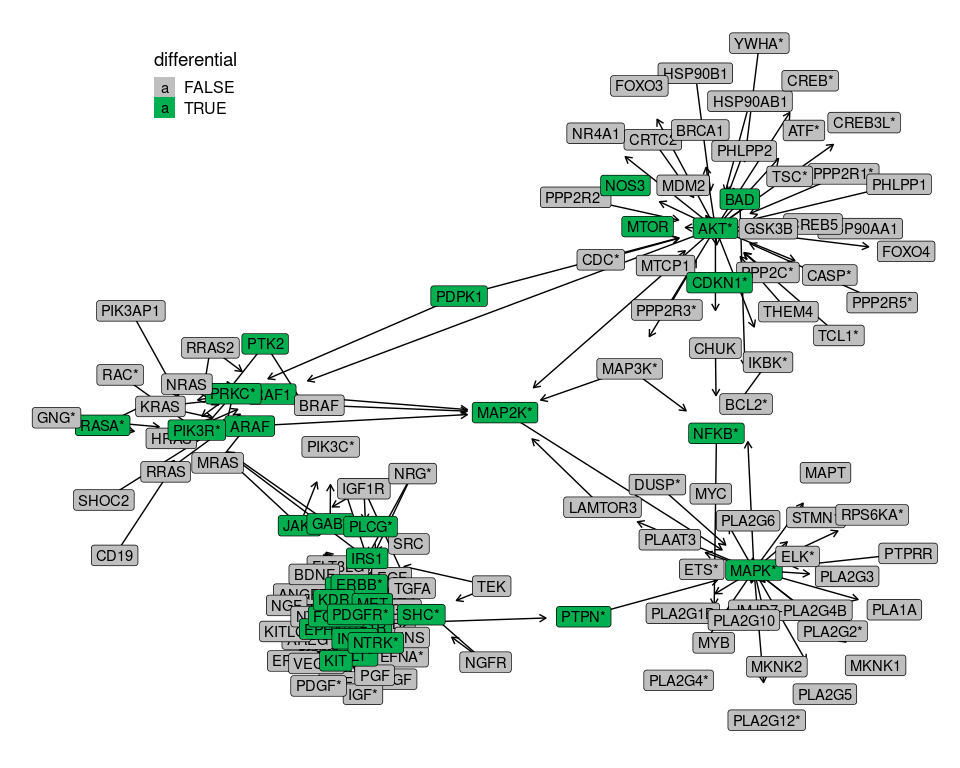 differential
a FALSE
a TRUE
YWHA*
HSP90B1
FOXO3
CREB*
HSP90AB1
CREB3L*
NR4A1
CRTC2
BRCA1
ATF*
PHLPP2
NOS3
MDM2
TSC*
PPP2R1*
PHLPP1
PPP2R2
BAD
MTOR
AKT*
GSK3B
FOXO4
CDC*
MTCP1
CDKN1*
PPP2C*
CASP*
PDPK1
PPP2R3*
THEM4
PPP2R5*
TCL1*
PIK3AP1
RRAS2
PTK2
CHUK
IKBK*
MAP3K*
RAC*
NRAS
PRKC*
BRAF
KRAS
BCL2*
MAP2K*
GNG*
RASA*
PIK3R*
ARAF
NFKB*
PIK3C*
RRAS
MRAS
NRG*
MAPT
SHOC2
IGF1R
DUSP*
MYC
LAMTOR3
PLA2G6
RPS6KA*
JAK
PLCG*
SRC
PLAAT3
CD19
IRS1
ELK*
PTPRR
ETS*
MAPK*
PLA2G3
BDNF
ERBB*
TGFA
TEK
KDR
PDGFR*
SHC*
PTPN*
PLA2G10
PLA2G4B
PLA1A
NTRK*
MYB
PLA2G2*
KIT
EFNA*
NGFR
MKNK2
MKNK1
PDGF*
PGF
IGF*
PLA2G4*
PLA2G5
PLA2G12*